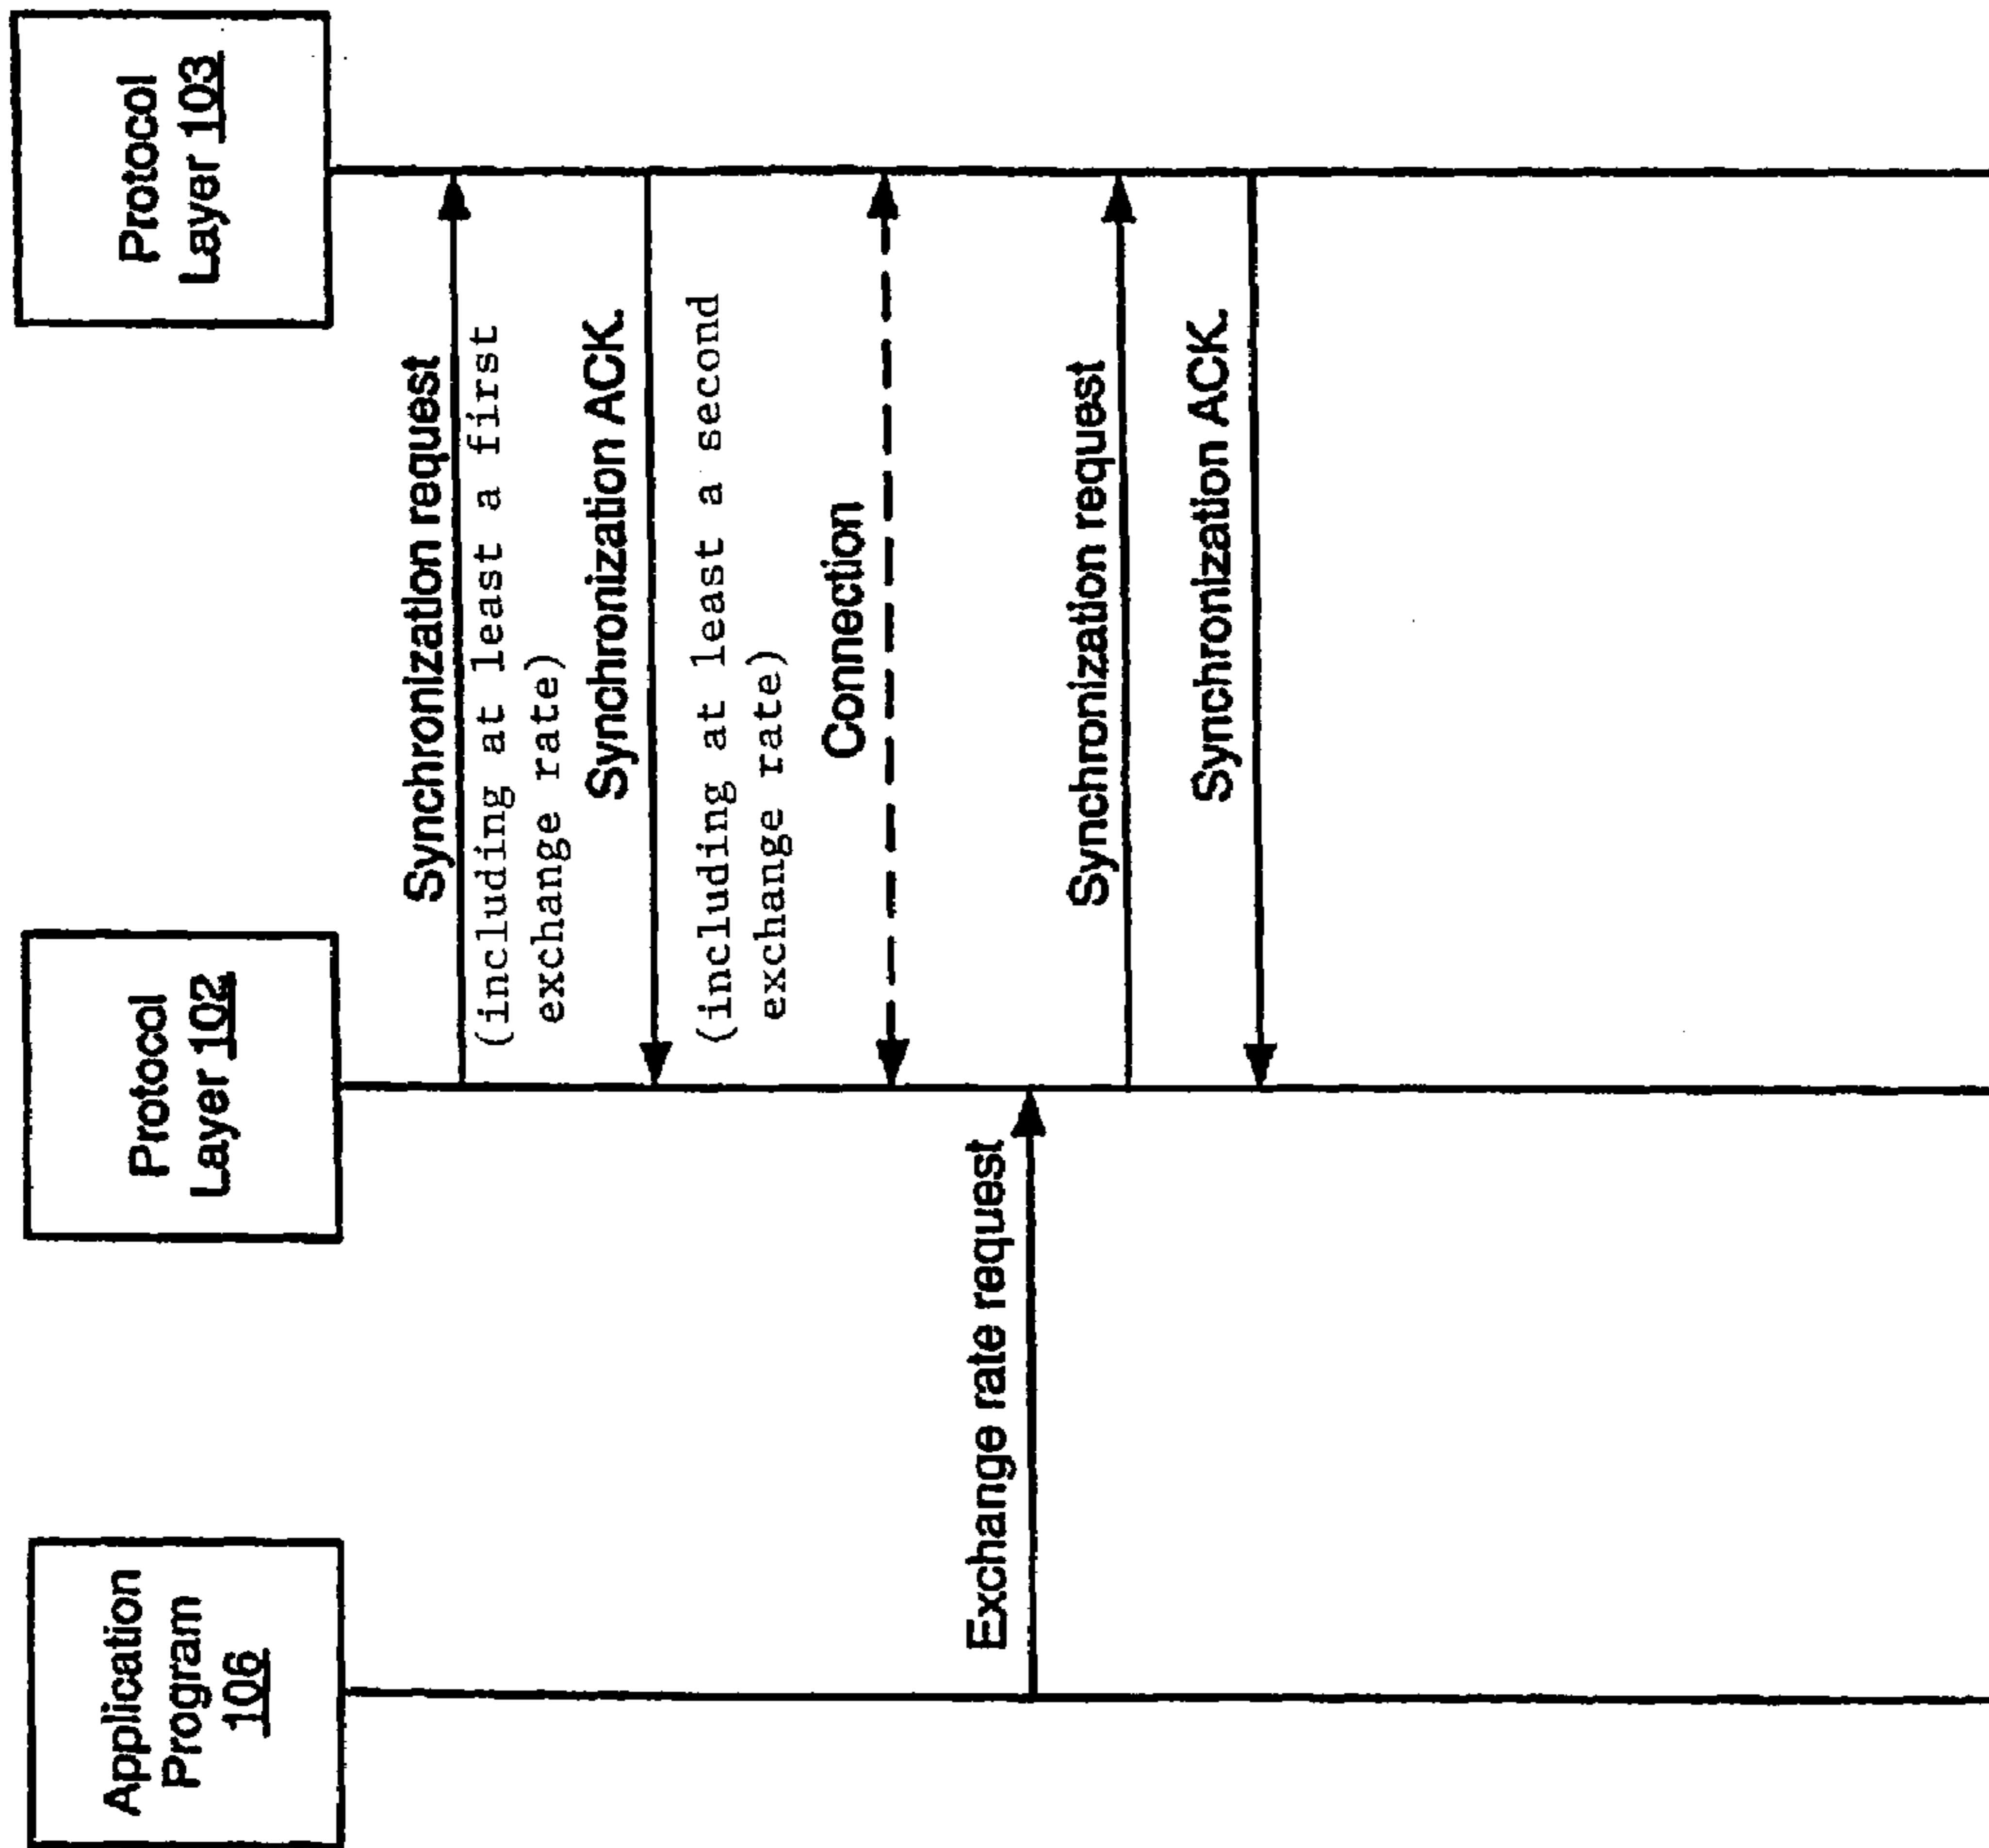 Application
Program
106
Protocol
Layer 102
Protocol
Layer 103
Synchronization request
(including at least a first
exchange rate)
Synchronization ACK.
(including at least a second
exchange rate)
Connection
Exchange rate request
Synchronization request
Synchronization ACK.